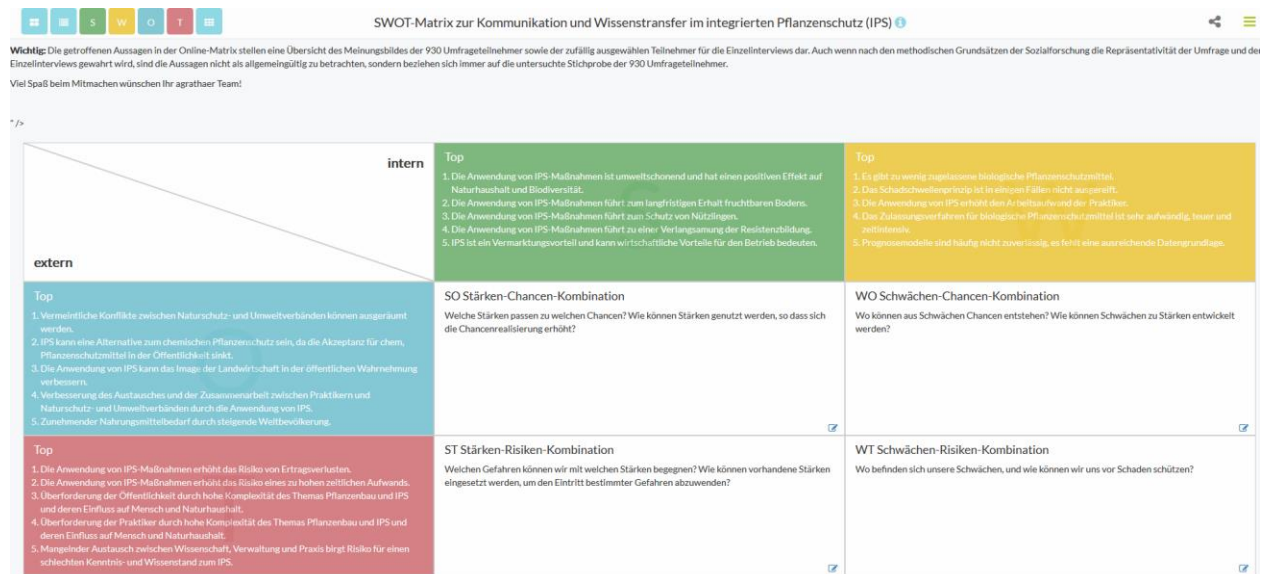 S W O T
SWOT-Matrix zur Kommunikation und Wissenstransfer im integrierten Pflanzenschutz (IPS)
Wichtig: Die getroffenen Aussagen in der Online-Matrix stellen eine Übersicht des Meinungsbildes der 930 Umfrageteilnehmer sowie der zufällig ausgewählen Teilnehmer für die Einzelinterviews dar. Auch wenn nach den methodischen Grundsätzen der Sozialforschung die Repräsentativität der Umfrage und der
Einzelinterviews gewahrt wird, sind die Aussagen nicht als allgemeingültig zu betrachten, sondern beziehen sich immer auf die untersuchte Stichprobe der 930 Umfrageteilnehmer.
Viel Spaß beim Mitmachen wünschen Ihr agrathaer Team!
" />
intern
extern
Top
1. Die Anwendung von IPS-Maßnahmen ist umweltschonend und hat einen positiven Effekt auf
Naturhaushalt und Biodiversität.
2. Die Anwendung von IPS-Maßnahmen führt zum langfristigen Erhalt fruchtbaren Bodens.
3. Die Anwendung von IPS-Maßnahmen führt zum Schutz von Nützlingen.
4. Die Anwendung von IPS-Maßnahmen führt zu einer Verlangsamung der Resistenzbildung.
5. IPS ist ein Vermarktungsvorteil und kann wirtschaftliche Vorteile für den Betrieb bedeuten.
Top
1. Es gibt zu wenig zugelassene biologische Pflanzenschutzmittel.
2. Das Schadschwellenprinzip ist in einigen Fällen nicht ausgereift.
3. Die Anwendung von IPS erhöht den Arbeitsaufwand der Praktiker.
4. Das Zulassungsverfahren für biologische Pflanzenschutzmittel ist sehr aufwändig, teuer und
zeitintensiv.
5. Prognosemodelle sind häufig nicht zuverlässig, es fehlt eine ausreichende Datengrundlage.
Top
1. Vermeintliche Konflikte zwischen Naturschutz- und Umweltverbänden können ausgeräumt
werden.
2. IPS kann eine Alternative zum chemischen Pflanzenschutz sein, da die Akzeptanz für chem,
Pflanzenschutzmittel in der Öffentlichkeit sinkt.
3. Die Anwendung von IPS kann das Image der Landwirtschaft in der öffentlichen Wahrnehmung
verbessern.
4. Verbesserung des Austausches und der Zusammenarbeit zwischen Praktikern und
Naturschutz- und Umweltverbänden durch die Anwendung von IPS.
5. Zunehmender Nahrungsmittelbedarf durch steigende Weltbevölkerung.
SO Stärken-Chancen-Kombination
Welche Stärken passen zu welchen Chancen? Wie können Stärken genutzt werden, so dass sich
die Chancenrealisierung erhöht?
WO Schwächen-Chancen-Kombination
Wo können aus Schwächen Chancen entstehen? Wie können Schwächen zu Stärken entwickelt
werden?
Top
1. Die Anwendung von IPS-Maßnahmen erhöht das Risiko von Ertragsverlusten.
2. Die Anwendung von IPS-Maßnahmen erhöht das Risiko eines zu hohen zeitlichen Aufwands.
3. Überforderung der Öffentlichkeit durch hohe Komplexität des Themas Pflanzenbau und IPS
und deren Einfluss auf Mensch und Naturhaushalt.
4. Überforderung der Praktiker durch hohe Komplexität des Themas Pflanzenbau und IPS und
deren Einfluss auf Mensch und Naturhaushalt.
5. Mangelnder Austausch zwischen Wissenschaft, Verwaltung und Praxis birgt Risiko für einen
schlechten Kenntnis- und Wissenstand zum IPS.
ST Stärken-Risiken-Kombination
Welchen Gefahren können wir mit welchen Stärken begegnen? Wie können vorhandene Stärken
eingesetzt werden, um den Eintritt bestimmter Gefahren abzuwenden?
WT Schwächen-Risiken-Kombination
Wo befinden sich unsere Schwächen, und wie können wir uns vor Schaden schützen?